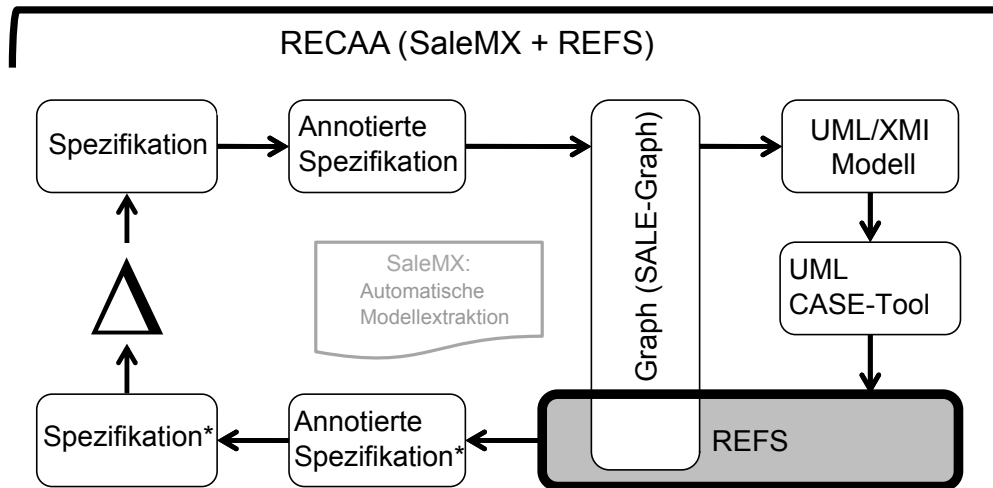 RECAA (SaleMX + REFS)
Spezifikation
Annotierte
Spezifikation
Graph (SALE-Graph)
UML/XMI
Modell
SaleMX:
Automatische
Modellextraktion
UML
CASE-Tool
Δ
Spezifikation*
Annotierte
Spezifikation*
REFS